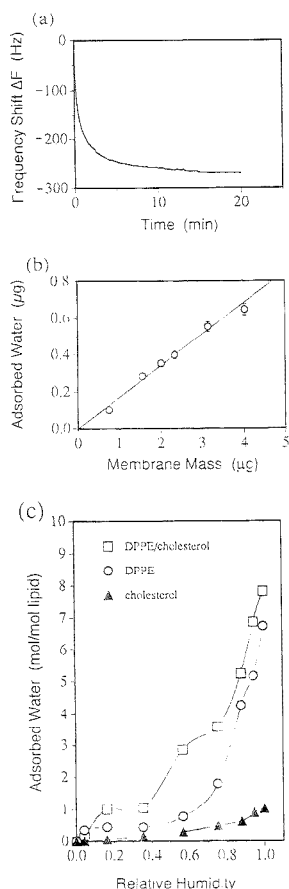 (a)
0
-100
-200
-300
Frequency Shift ΔF (Hz)
0 10 20
Time (min)
(b)
0.8
0.6
0.4
0.2
0.0
Adsorbed Water (μg)
0 1 2 3 4 5
Membrane Mass (μg)
(c)
10
9
8
7
6
5
4
3
2
1
0
Adsorbed Water (mol/mol lipid)
DPPE/cholesterol
DPPE
cholesterol
0.0 0.2 0.4 0.6 0.8 1.0
Relative Humidity